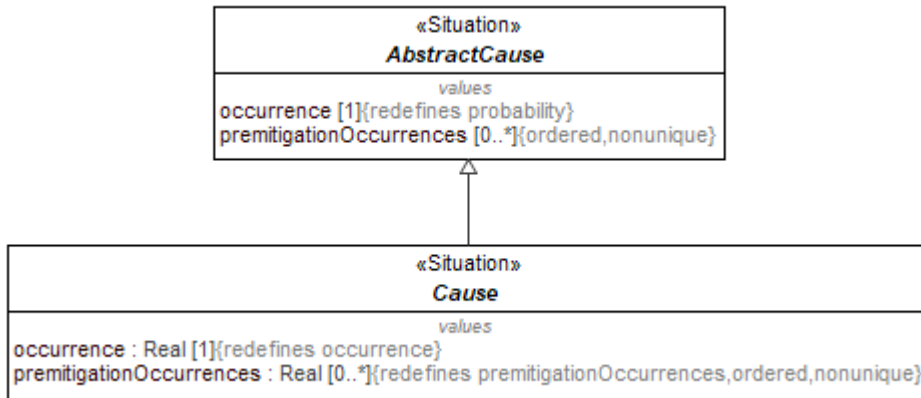 «Situation»
AbstractCause
values
occurrence [1]{redefines probability}
premitigationOccurrences [0..*]{ordered,nonunique}
«Situation»
Cause
values
occurrence : Real [1]{redefines occurrence}
premitigationOccurrences : Real [0..*]{redefines premitigationOccurrences,ordered,nonunique}